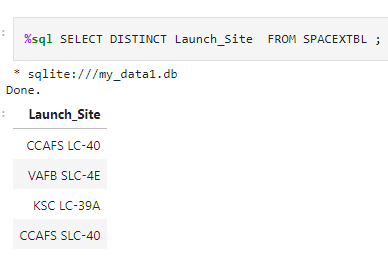 %sql SELECT DISTINCT Launch_Site  FROM SPACEXTBL ;
* sqlite:///my_data1.db
Done.
Launch_Site
CCAFS LC-40
VAFB SLC-4E
KSC LC-39A
CCAFS SLC-40